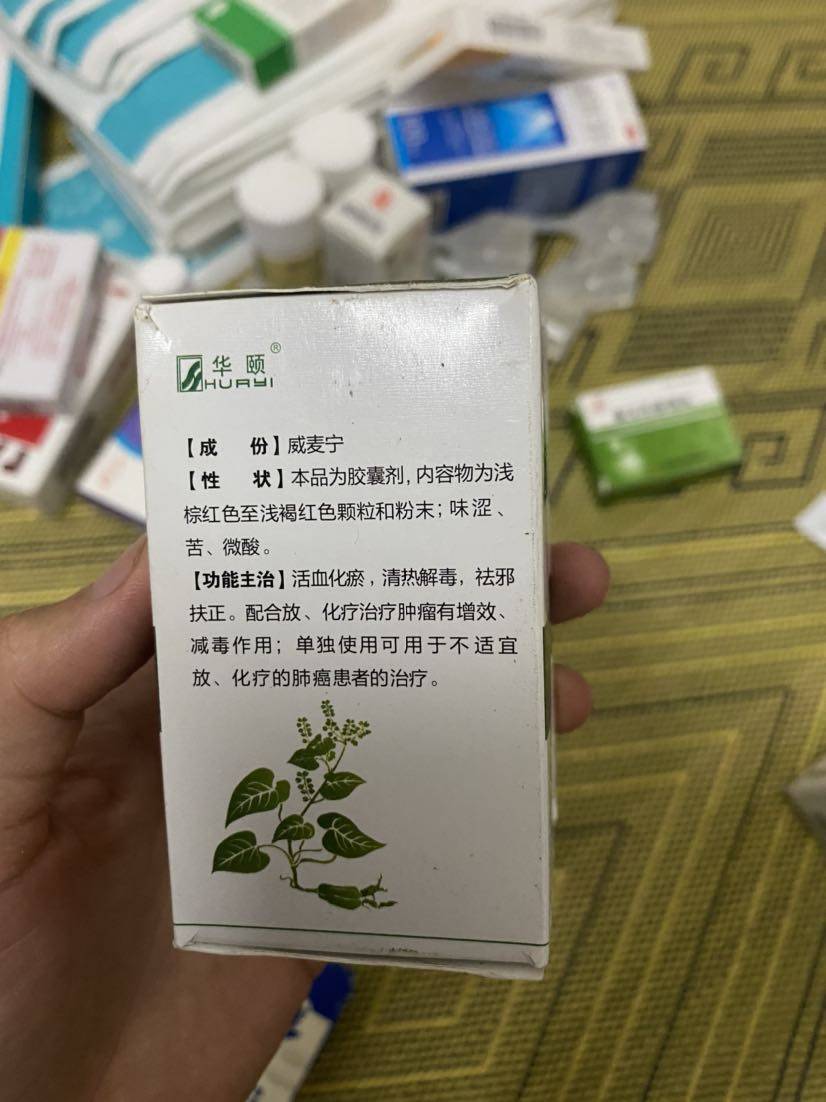 华颐®
HUAYI
【成 份】威麦宁
【性 状】本品为胶囊剂,内容物为浅
棕红色至浅褐红色颗粒和粉末;味涩、
苦、微酸。
【功能主治】活血化瘀,清热解毒,祛邪
扶正。配合放、化疗治疗肿瘤有增效、
减毒作用;单独使用可用于不适宜
放、化疗的肺癌患者的治疗。